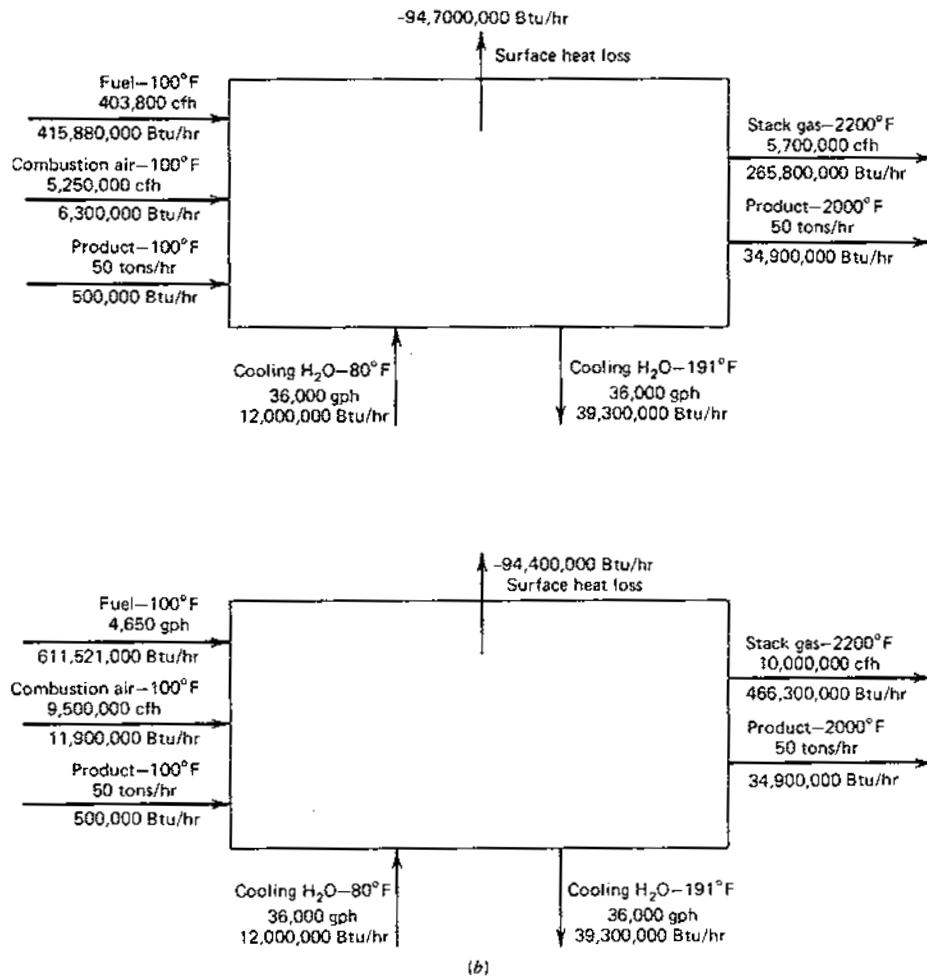 -94,7000,000 Btu/hr
Surface heat loss
Fuel—100°F
403,800 cfh
415,880,000 Btu/hr
Combustion air—100°F
5,250,000 cfh
6,300,000 Btu/hr
Product—100°F
50 tons/hr
500,000 Btu/hr
Stack gas—2200°F
5,700,000 cfh
265,800,000 Btu/hr
Product—2000°F
50 tons/hr
34,900,000 Btu/hr
Cooling H₂O—80°F
36,000 gph
12,000,000 Btu/hr
Cooling H₂O—191°F
36,000 gph
39,300,000 Btu/hr
-94,400,000 Btu/hr
Surface heat loss
Fuel—100°F
4,650 gph
611,521,000 Btu/hr
Combustion air—100°F
9,500,000 cfh
11,900,000 Btu/hr
Product—100°F
50 tons/hr
500,000 Btu/hr
Stack gas—2200°F
10,000,000 cfh
466,300,000 Btu/hr
Product—2000°F
50 tons/hr
34,900,000 Btu/hr
Cooling H₂O—80°F
36,000 gph
12,000,000 Btu/hr
Cooling H₂O—191°F
36,000 gph
39,300,000 Btu/hr
(b)